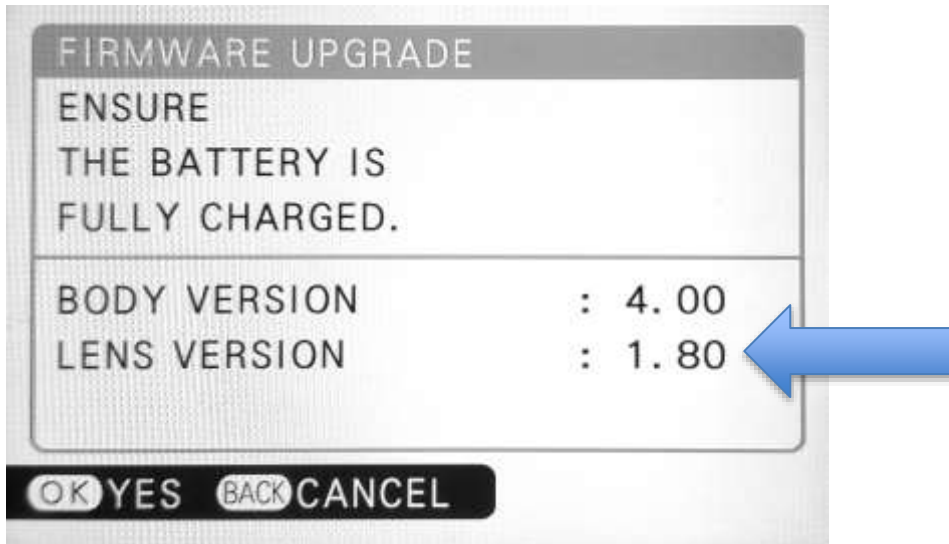 FIRMWARE UPGRADE
ENSURE
THE BATTERY IS
FULLY CHARGED.
BODY VERSION : 4.00
LENS VERSION : 1.80
OK YES BACK CANCEL